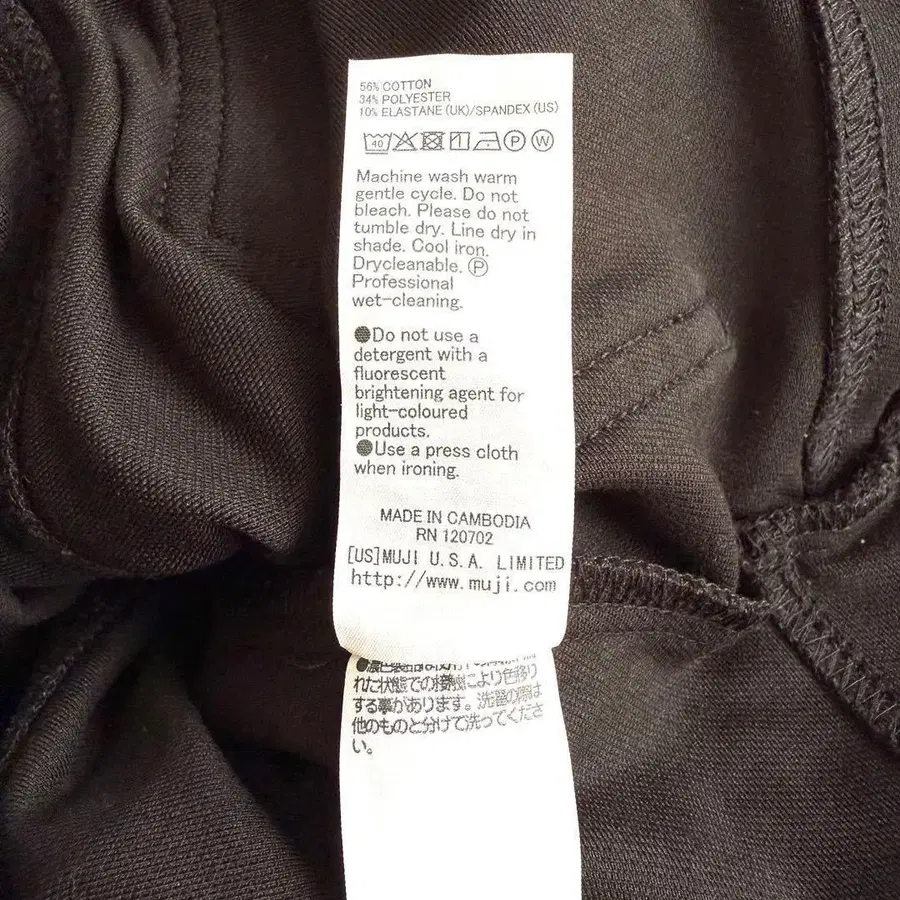 56% COTTON
34% POLYESTER
10% ELASTANE (UK)/SPANDEX (US)
40 P W
Machine wash warm
gentle cycle. Do not
bleach. Please do not
tumble dry. Line dry in
shade. Cool iron.
Drycleanable. Ⓟ
Professional
wet-cleaning.
●Do not use a
detergent with a
fluorescent
brightening agent for
light-coloured
products.
●Use a press cloth
when ironing.
MADE IN CAMBODIA
RN 120702
[US]MUJI U.S.A. LIMITED
http://www.muji.com
れた状態での接触により色移り
する事があります。洗濯の際は
他のものと分けて洗ってくださ
い。